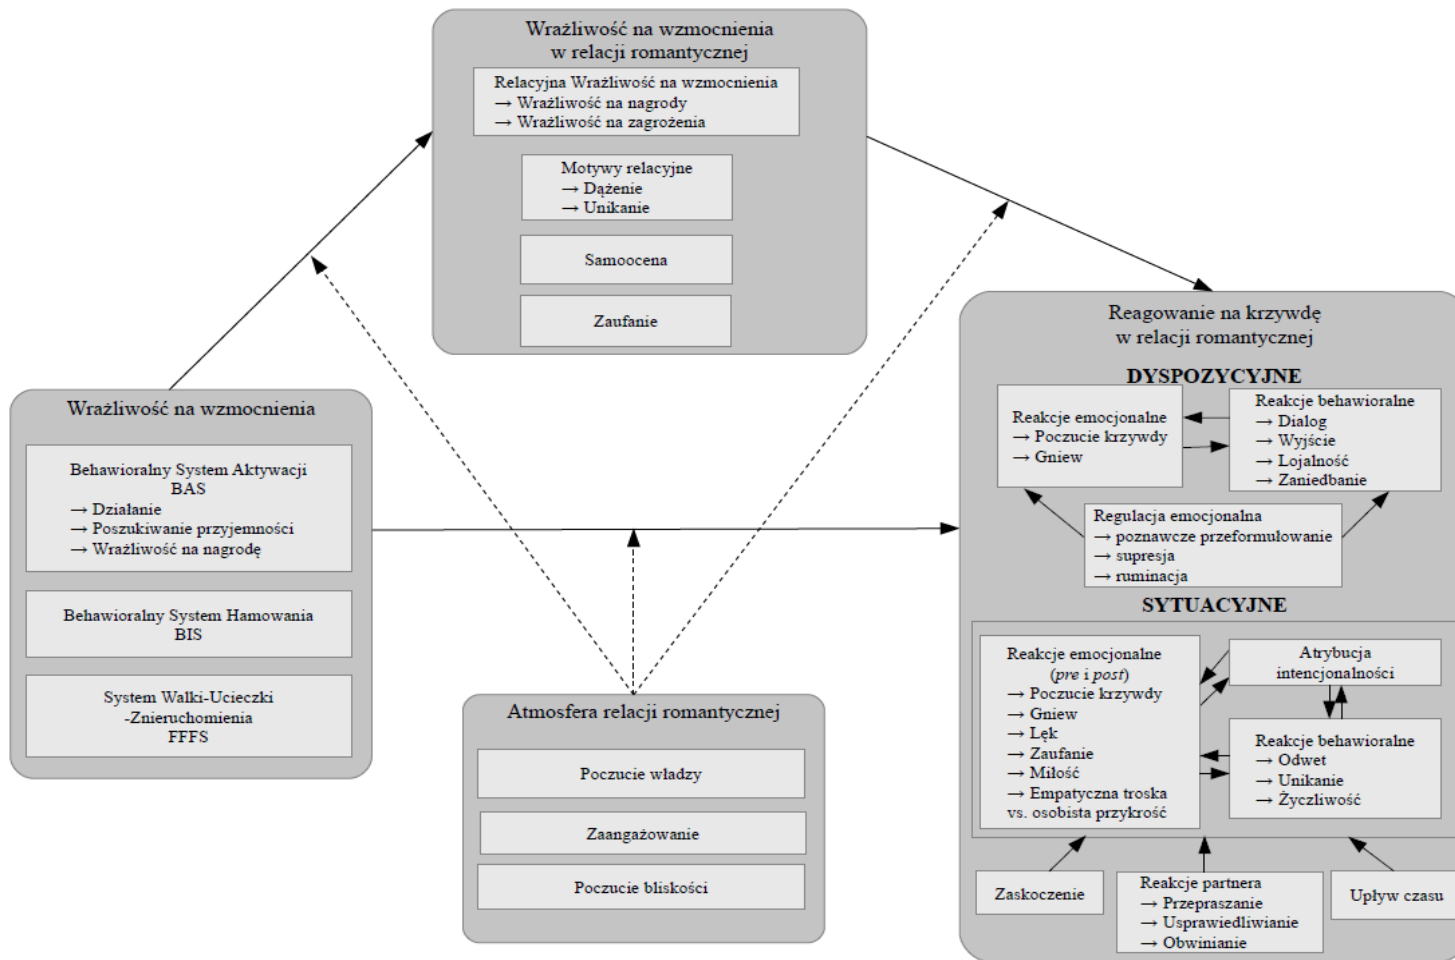 Wrażliwość na wzmocnienia
w relacji romantycznej
Relacyjna Wrażliwość na wzmocnienia
→ Wrażliwość na nagrody
→ Wrażliwość na zagrożenia
Motywy relacyjne
→ Dążenie
→ Unikanie
Samoocena
Zaufanie
Wrażliwość na wzmocnienia
Behawioralny System Aktywacji
BAS
→ Działanie
→ Poszukiwanie przyjemności
→ Wrażliwość na nagrodę
Behawioralny System Hamowania
BIS
System Walki-Ucieczki
-Znieruchomienia
FFFS
Atmosfera relacji romantycznej
Poczucie władzy
Zaangażowanie
Poczucie bliskości
Reagowanie na krzywdę
w relacji romantycznej
DYSPOZYCYJNE
Reakcje emocjonalne
→ Poczucie krzywdy
→ Gniew
Reakcje behawioralne
→ Dialog
→ Wyjście
→ Lojalność
→ Zaniedbanie
Regulacja emocjonalna
→ poznawcze przeformułowanie
→ supresja
→ ruminacja
SYTUACYJNE
Reakcje emocjonalne
(pre i post)
→ Poczucie krzywdy
→ Gniew
→ Lęk
→ Zaufanie
→ Miłość
→ Empatyczna troska
vs. osobista przykrość
Atrybucja
intencjonalności
Reakcje behawioralne
→ Odwet
→ Unikanie
→ Życzliwość
Zaskoczenie
Reakcje partnera
→ Przepraszanie
→ Usprawiedliwianie
→ Obwinianie
Upływ czasu